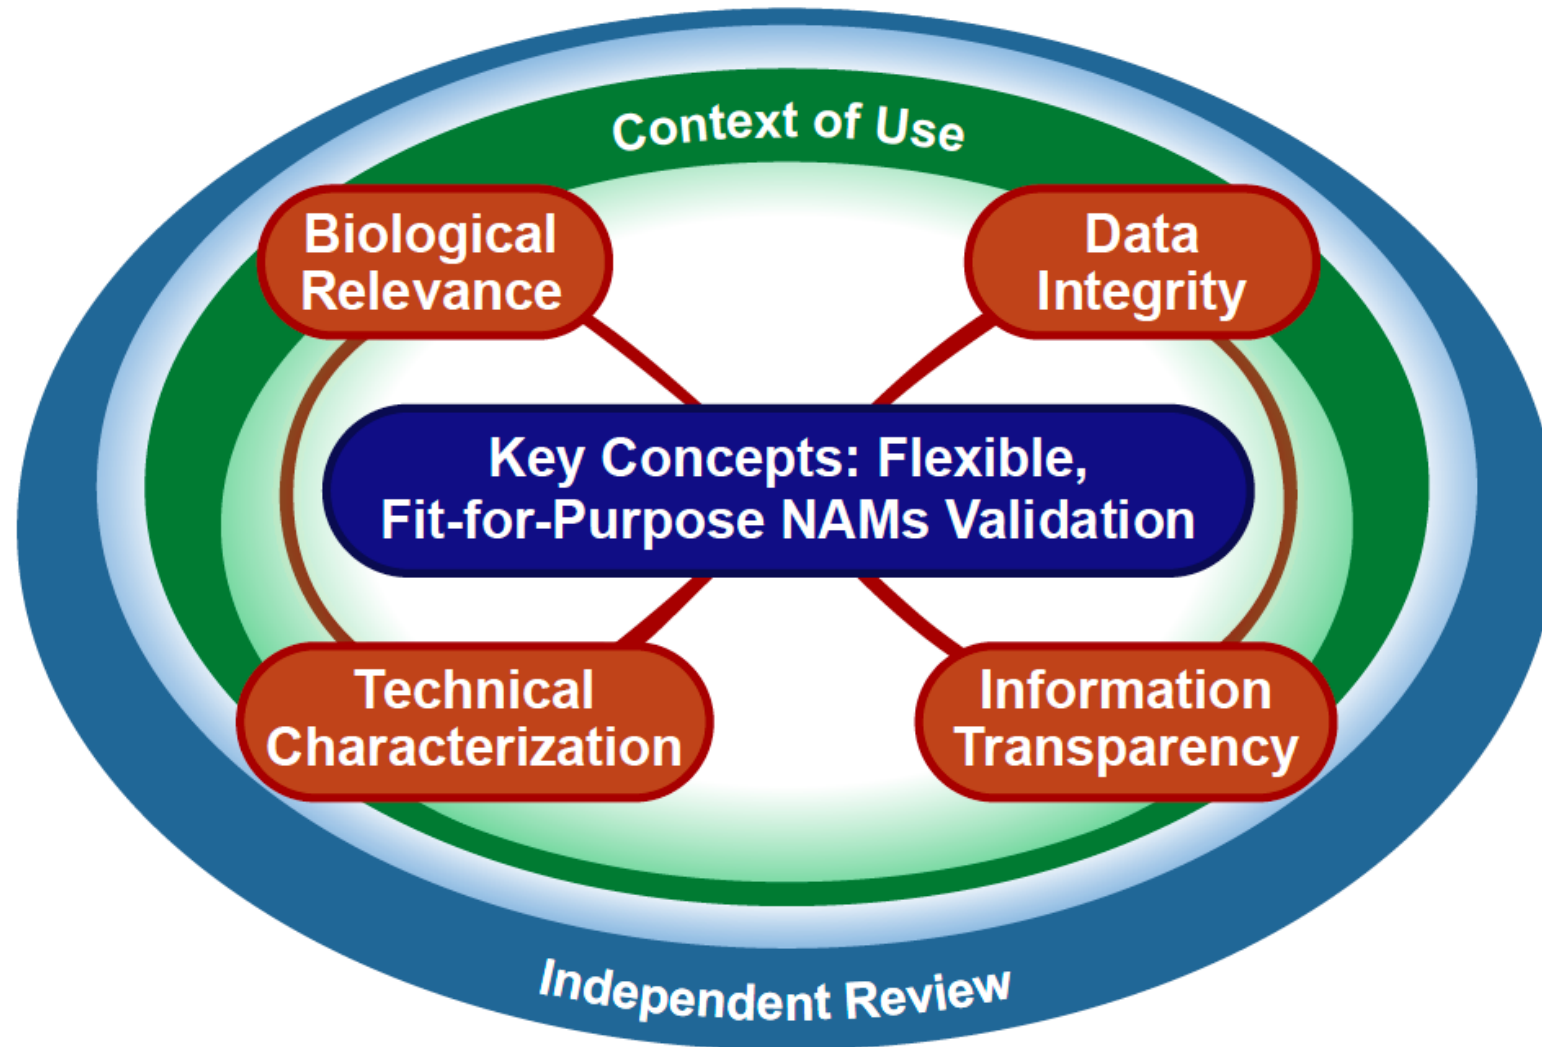 Context of Use
Biological
Relevance
Data
Integrity
Key Concepts: Flexible,
Fit-for-Purpose NAMs Validation
Technical
Characterization
Information
Transparency
Independent Review